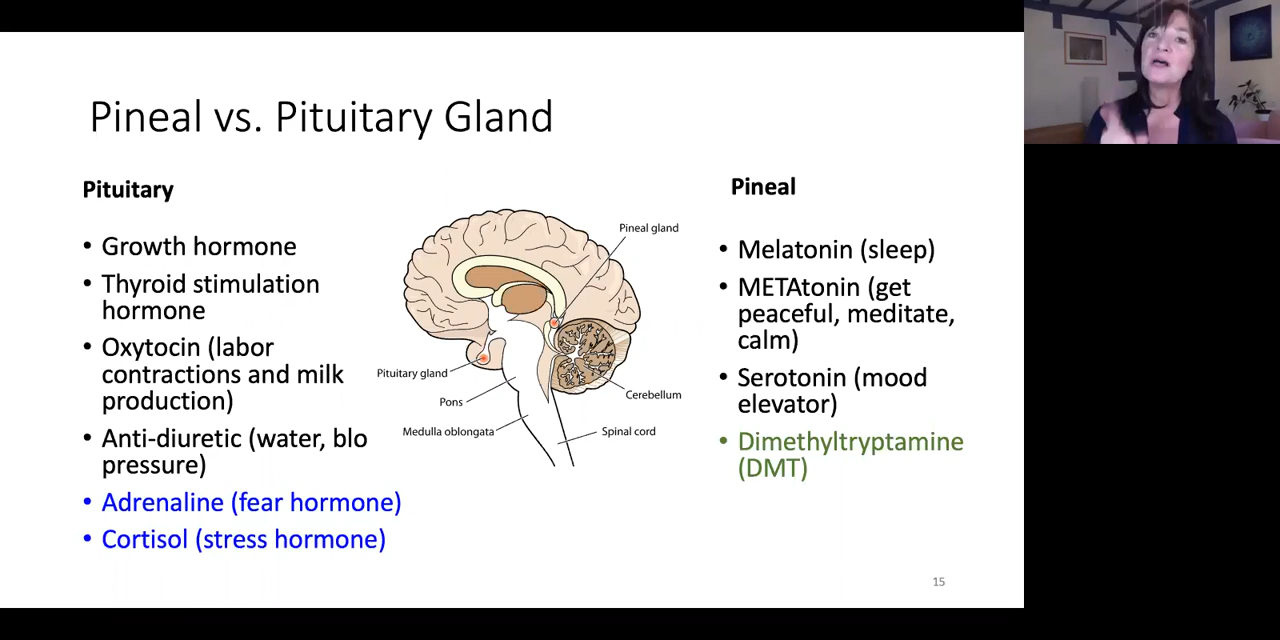 Pineal vs. Pituitary Gland
Pituitary
• Growth hormone
• Thyroid stimulation
hormone
• Oxytocin (labor
contractions and milk
production)
• Anti-diuretic (water, blo
pressure)
• Adrenaline (fear hormone)
• Cortisol (stress hormone)
Pineal gland
Pituitary gland
Pons
Medulla oblongata
Cerebellum
Spinal cord
Pineal
• Melatonin (sleep)
• METAtonin (get
peaceful, meditate,
calm)
• Serotonin (mood
elevator)
• Dimethyltryptamine
(DMT)
15